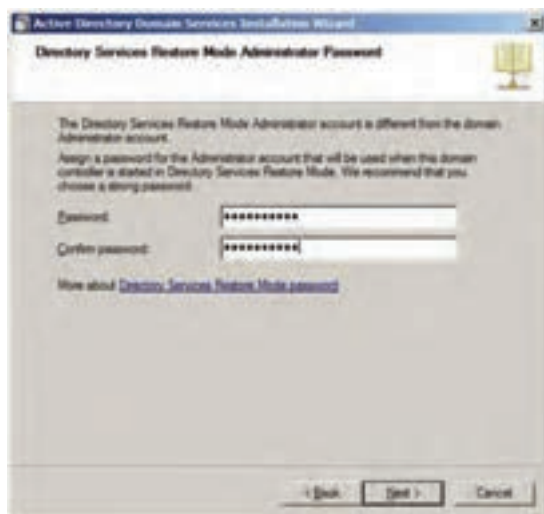 Active Directory Domain Services Installation Wizard
Directory Services Restore Mode Administrator Password
The Directory Services Restore Mode Administrator account is different from the domain
Administrator account.
Assign a password for the Administrator account that will be used when this domain
controller is started in Directory Services Restore Mode. We recommend that you
choose a strong password.
Password:
••••••••••
Confirm password:
••••••••••
More about Directory Services Restore Mode password
< Back
Next >
Cancel